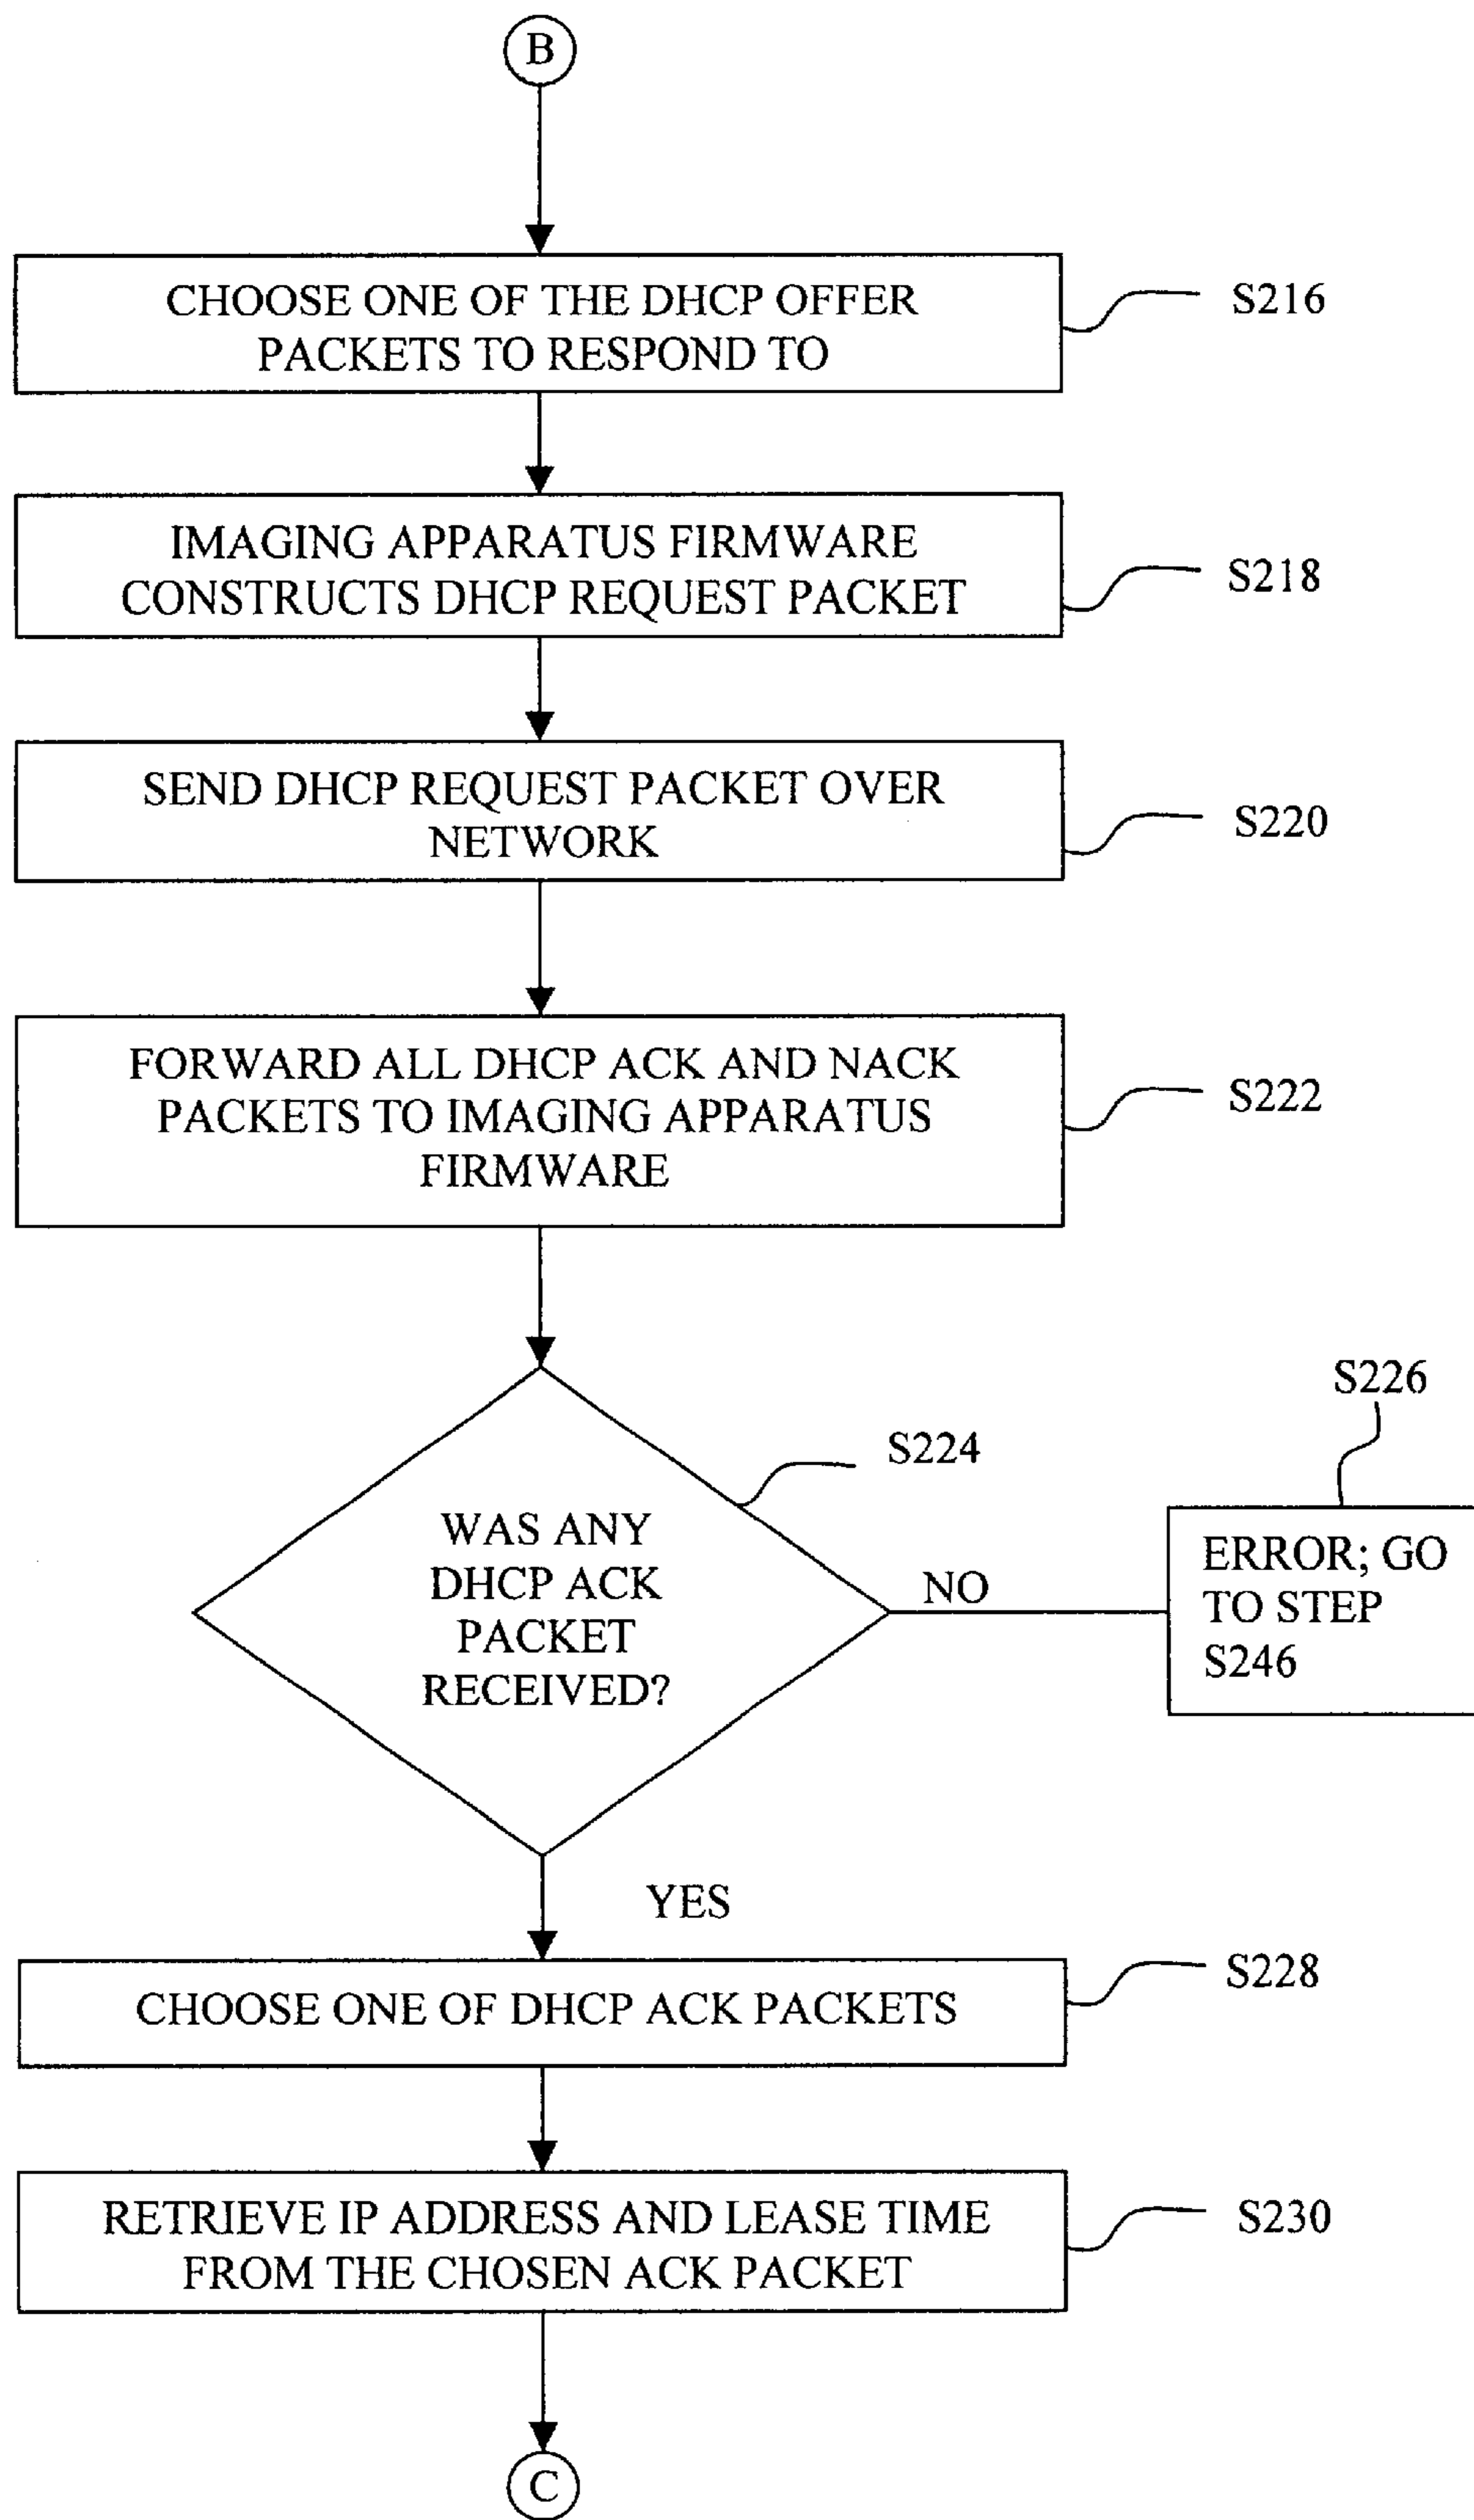 B
CHOOSE ONE OF THE DHCP OFFER
PACKETS TO RESPOND TO
S216
IMAGING APPARATUS FIRMWARE
CONSTRUCTS DHCP REQUEST PACKET
S218
SEND DHCP REQUEST PACKET OVER
NETWORK
S220
FORWARD ALL DHCP ACK AND NACK
PACKETS TO IMAGING APPARATUS
FIRMWARE
S222
S224
WAS ANY
DHCP ACK
PACKET
RECEIVED?
NO
S226
ERROR; GO
TO STEP
S246
YES
CHOOSE ONE OF DHCP ACK PACKETS
S228
RETRIEVE IP ADDRESS AND LEASE TIME
FROM THE CHOSEN ACK PACKET
S230
C